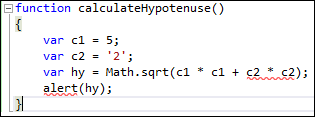 function calculateHypotenuse()
{
    var c1 = 5;
    var c2 = '2';
    var hy = Math.sqrt(c1 * c1 + c2 * c2);
    alert(hy);
}